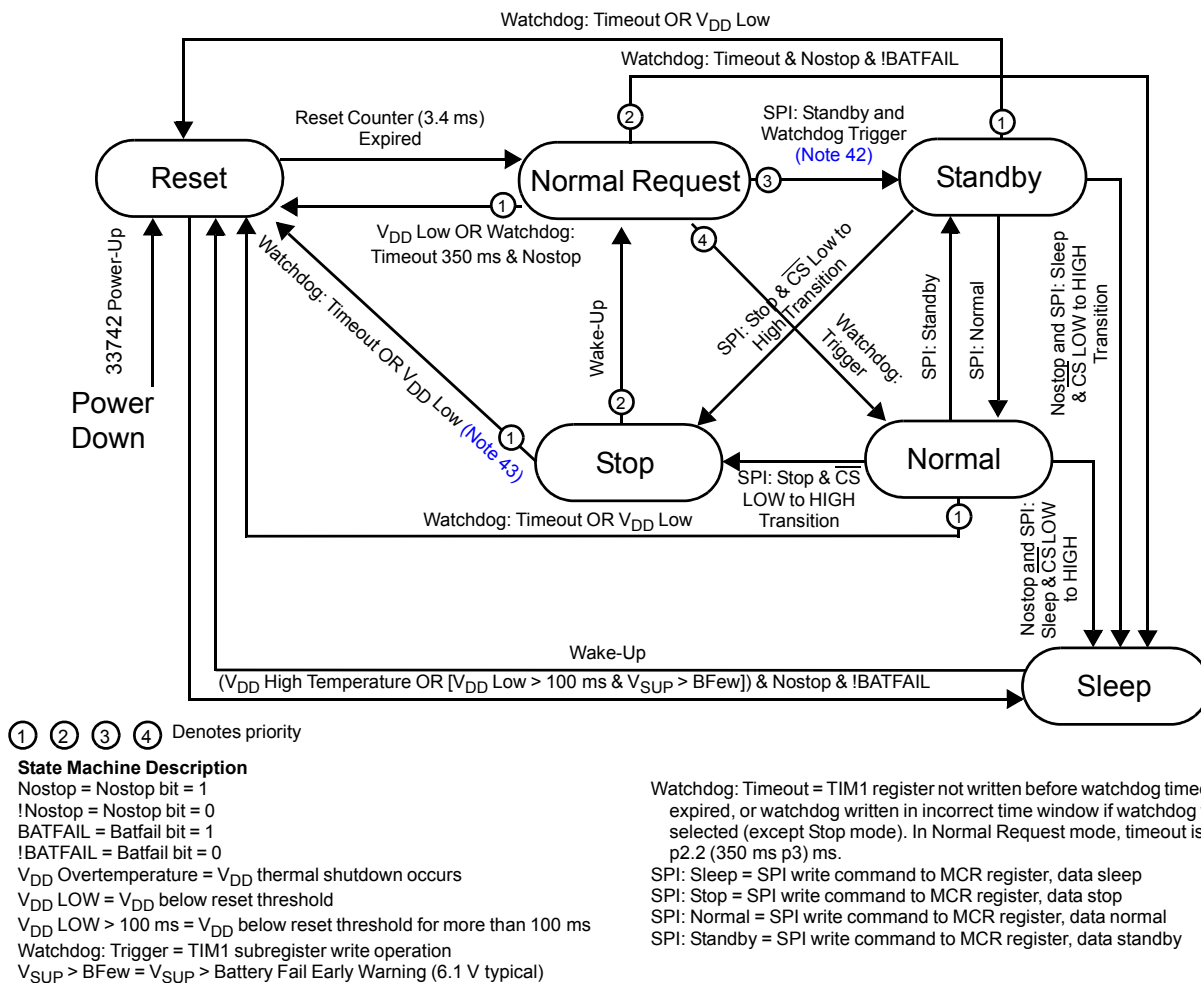 Watchdog: Timeout OR VDD Low
Watchdog: Timeout & Nostop & !BATFAIL
Reset Counter (3.4 ms)
Expired
SPI: Standby and
Watchdog Trigger
(Note 42)
2
1
Reset
Normal Request
3
Standby
1
4
VDD Low OR Watchdog:
Timeout 350 ms & Nostop
33742 Power-Up
Power
Down
Watchdog: Timeout OR VDD Low (Note 43)
Wake-Up
SPI: Stop & CS Low to
High Transition
Watchdog:
Trigger
SPI: Standby
SPI: Normal
Nostop and SPI: Sleep
& CS LOW to HIGH
Transition
2
1
Stop
Normal
SPI: Stop & CS
LOW to HIGH
Transition
1
Watchdog: Timeout OR VDD Low
Nostop and SPI:
Sleep & CS LOW
to HIGH
Wake-Up
(VDD High Temperature OR [VDD Low > 100 ms & VSUP > BFew]) & Nostop & !BATFAIL
Sleep
1 2 3 4 Denotes priority
State Machine Description
Nostop = Nostop bit = 1
!Nostop = Nostop bit = 0
BATFAIL = Batfail bit = 1
!BATFAIL = Batfail bit = 0
VDD Overtemperature = VDD thermal shutdown occurs
VDD LOW = VDD below reset threshold
VDD LOW > 100 ms = VDD below reset threshold for more than 100 ms
Watchdog: Trigger = TIM1 subregister write operation
VSUP > BFew = VSUP > Battery Fail Early Warning (6.1 V typical)
Watchdog: Timeout = TIM1 register not written before watchdog
expired, or watchdog written in incorrect time window if watchdog
selected (except Stop mode). In Normal Request mode, timeout is
p2.2 (350 ms p3) ms.
SPI: Sleep = SPI write command to MCR register, data sleep
SPI: Stop = SPI write command to MCR register, data stop
SPI: Normal = SPI write command to MCR register, data normal
SPI: Standby = SPI write command to MCR register, data standby